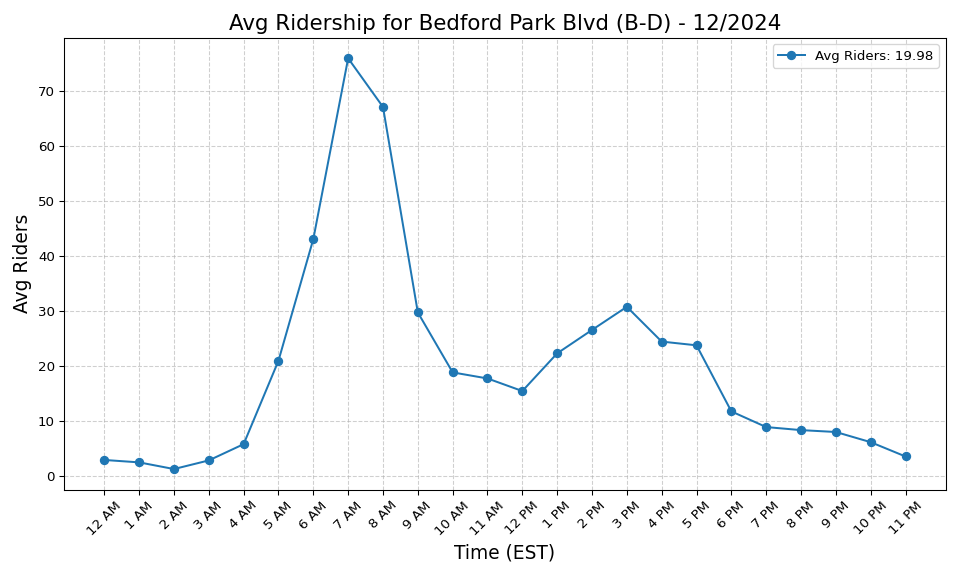 Avg Ridership for Bedford Park Blvd (B-D) - 12/2024
Avg Riders: 19.98
Avg Riders
70
60
50
40
30
20
10
0
12 AM
1 AM
2 AM
3 AM
4 AM
5 AM
6 AM
7 AM
8 AM
9 AM
10 AM
11 AM
12 PM
1 PM
2 PM
3 PM
4 PM
5 PM
6 PM
7 PM
8 PM
9 PM
10 PM
11 PM
Time (EST)